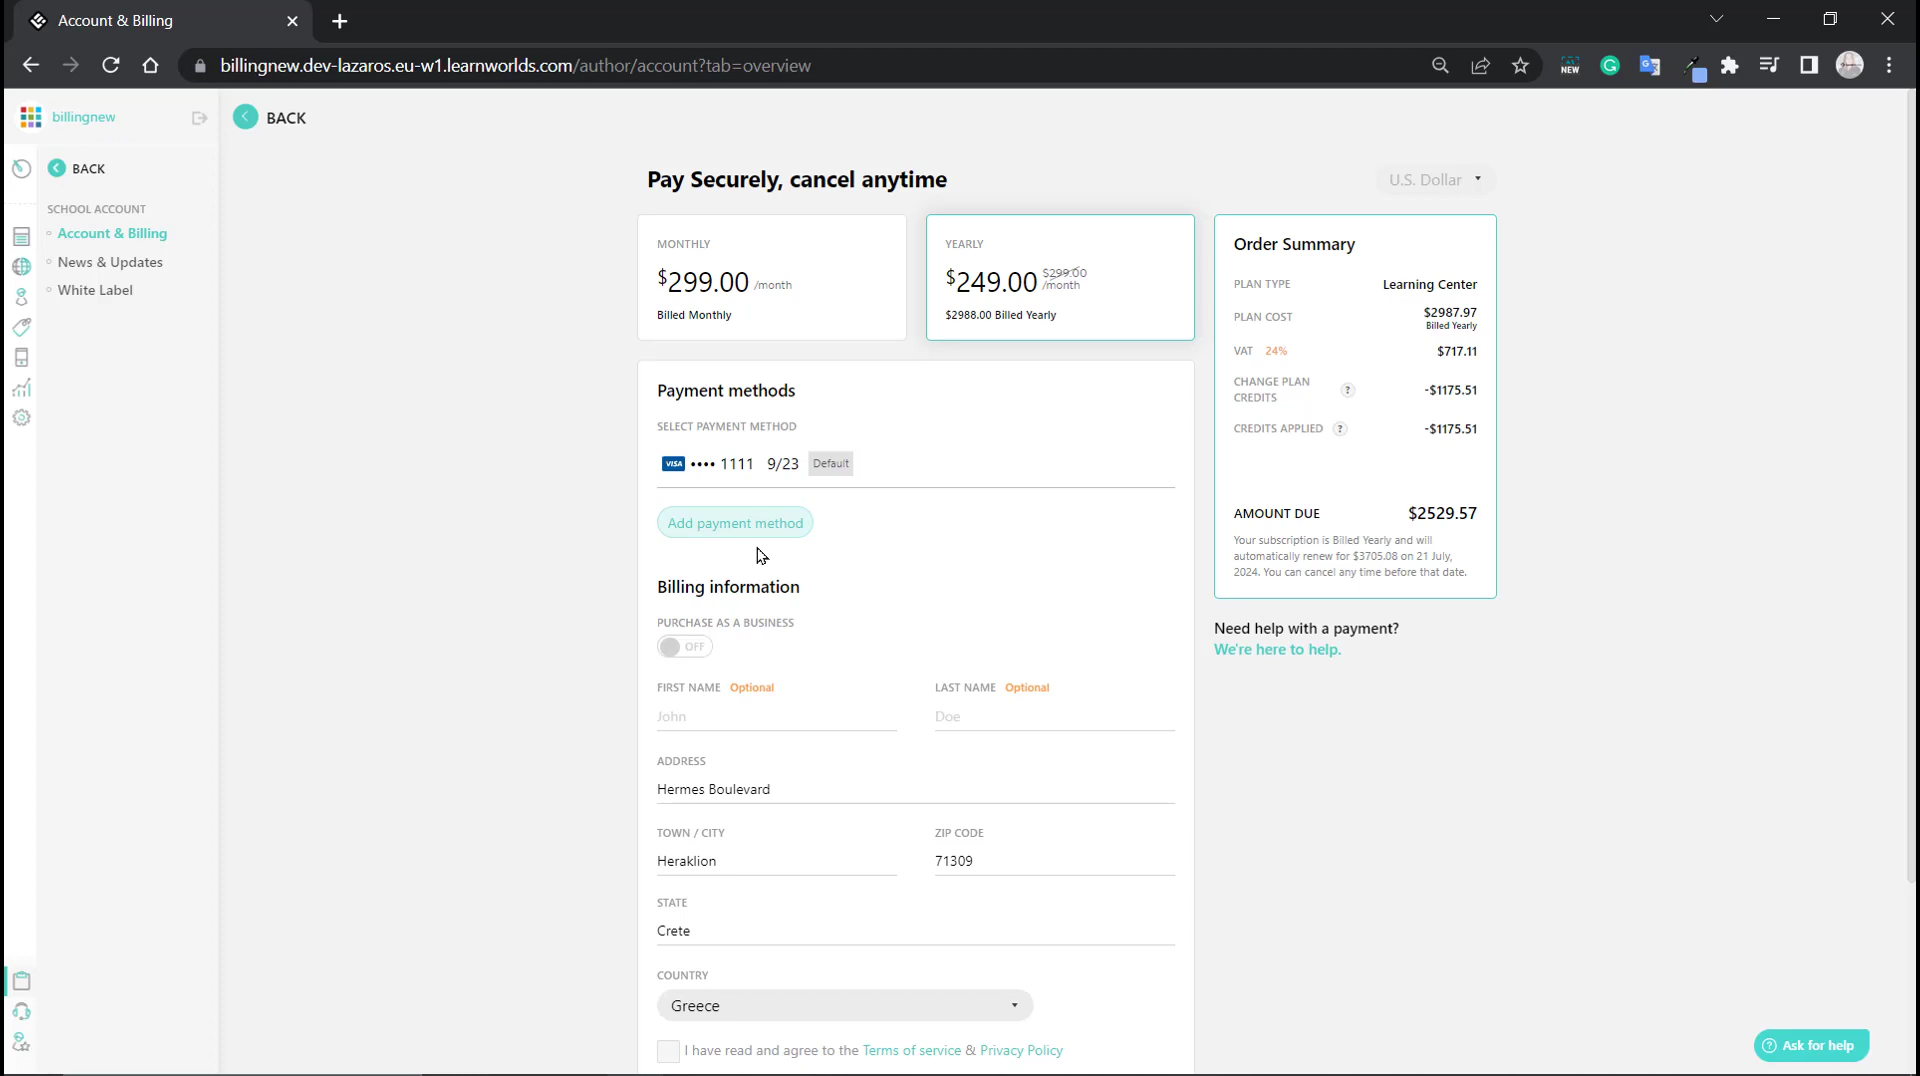 Account & Billing
billingnew.dev-lazaros.eu-w1.learnworlds.com/author/account?tab=overview
NEW
billingnew
BACK
BACK
SCHOOL ACCOUNT
Account & Billing
News & Updates
White Label
Pay Securely, cancel anytime
U.S. Dollar
MONTHLY
$299.00 /month
Billed Monthly
YEARLY
$249.00 $299.00 /month
$2988.00 Billed Yearly
Order Summary
PLAN TYPE Learning Center
PLAN COST $2987.97
Billed Yearly
VAT 24% $717.11
CHANGE PLAN CREDITS ? -$1175.51
CREDITS APPLIED ? -$1175.51
AMOUNT DUE $2529.57
Your subscription is Billed Yearly and will
automatically renew for $3705.08 on 21 July,
2024. You can cancel any time before that date.
Need help with a payment?
We're here to help.
Payment methods
SELECT PAYMENT METHOD
VISA •••• 1111 9/23 Default
Add payment method
Billing information
PURCHASE AS A BUSINESS
OFF
FIRST NAME Optional
John
LAST NAME Optional
Doe
ADDRESS
Hermes Boulevard
TOWN / CITY
Heraklion
ZIP CODE
71309
STATE
Crete
COUNTRY
Greece
I have read and agree to the Terms of service & Privacy Policy
? Ask for help